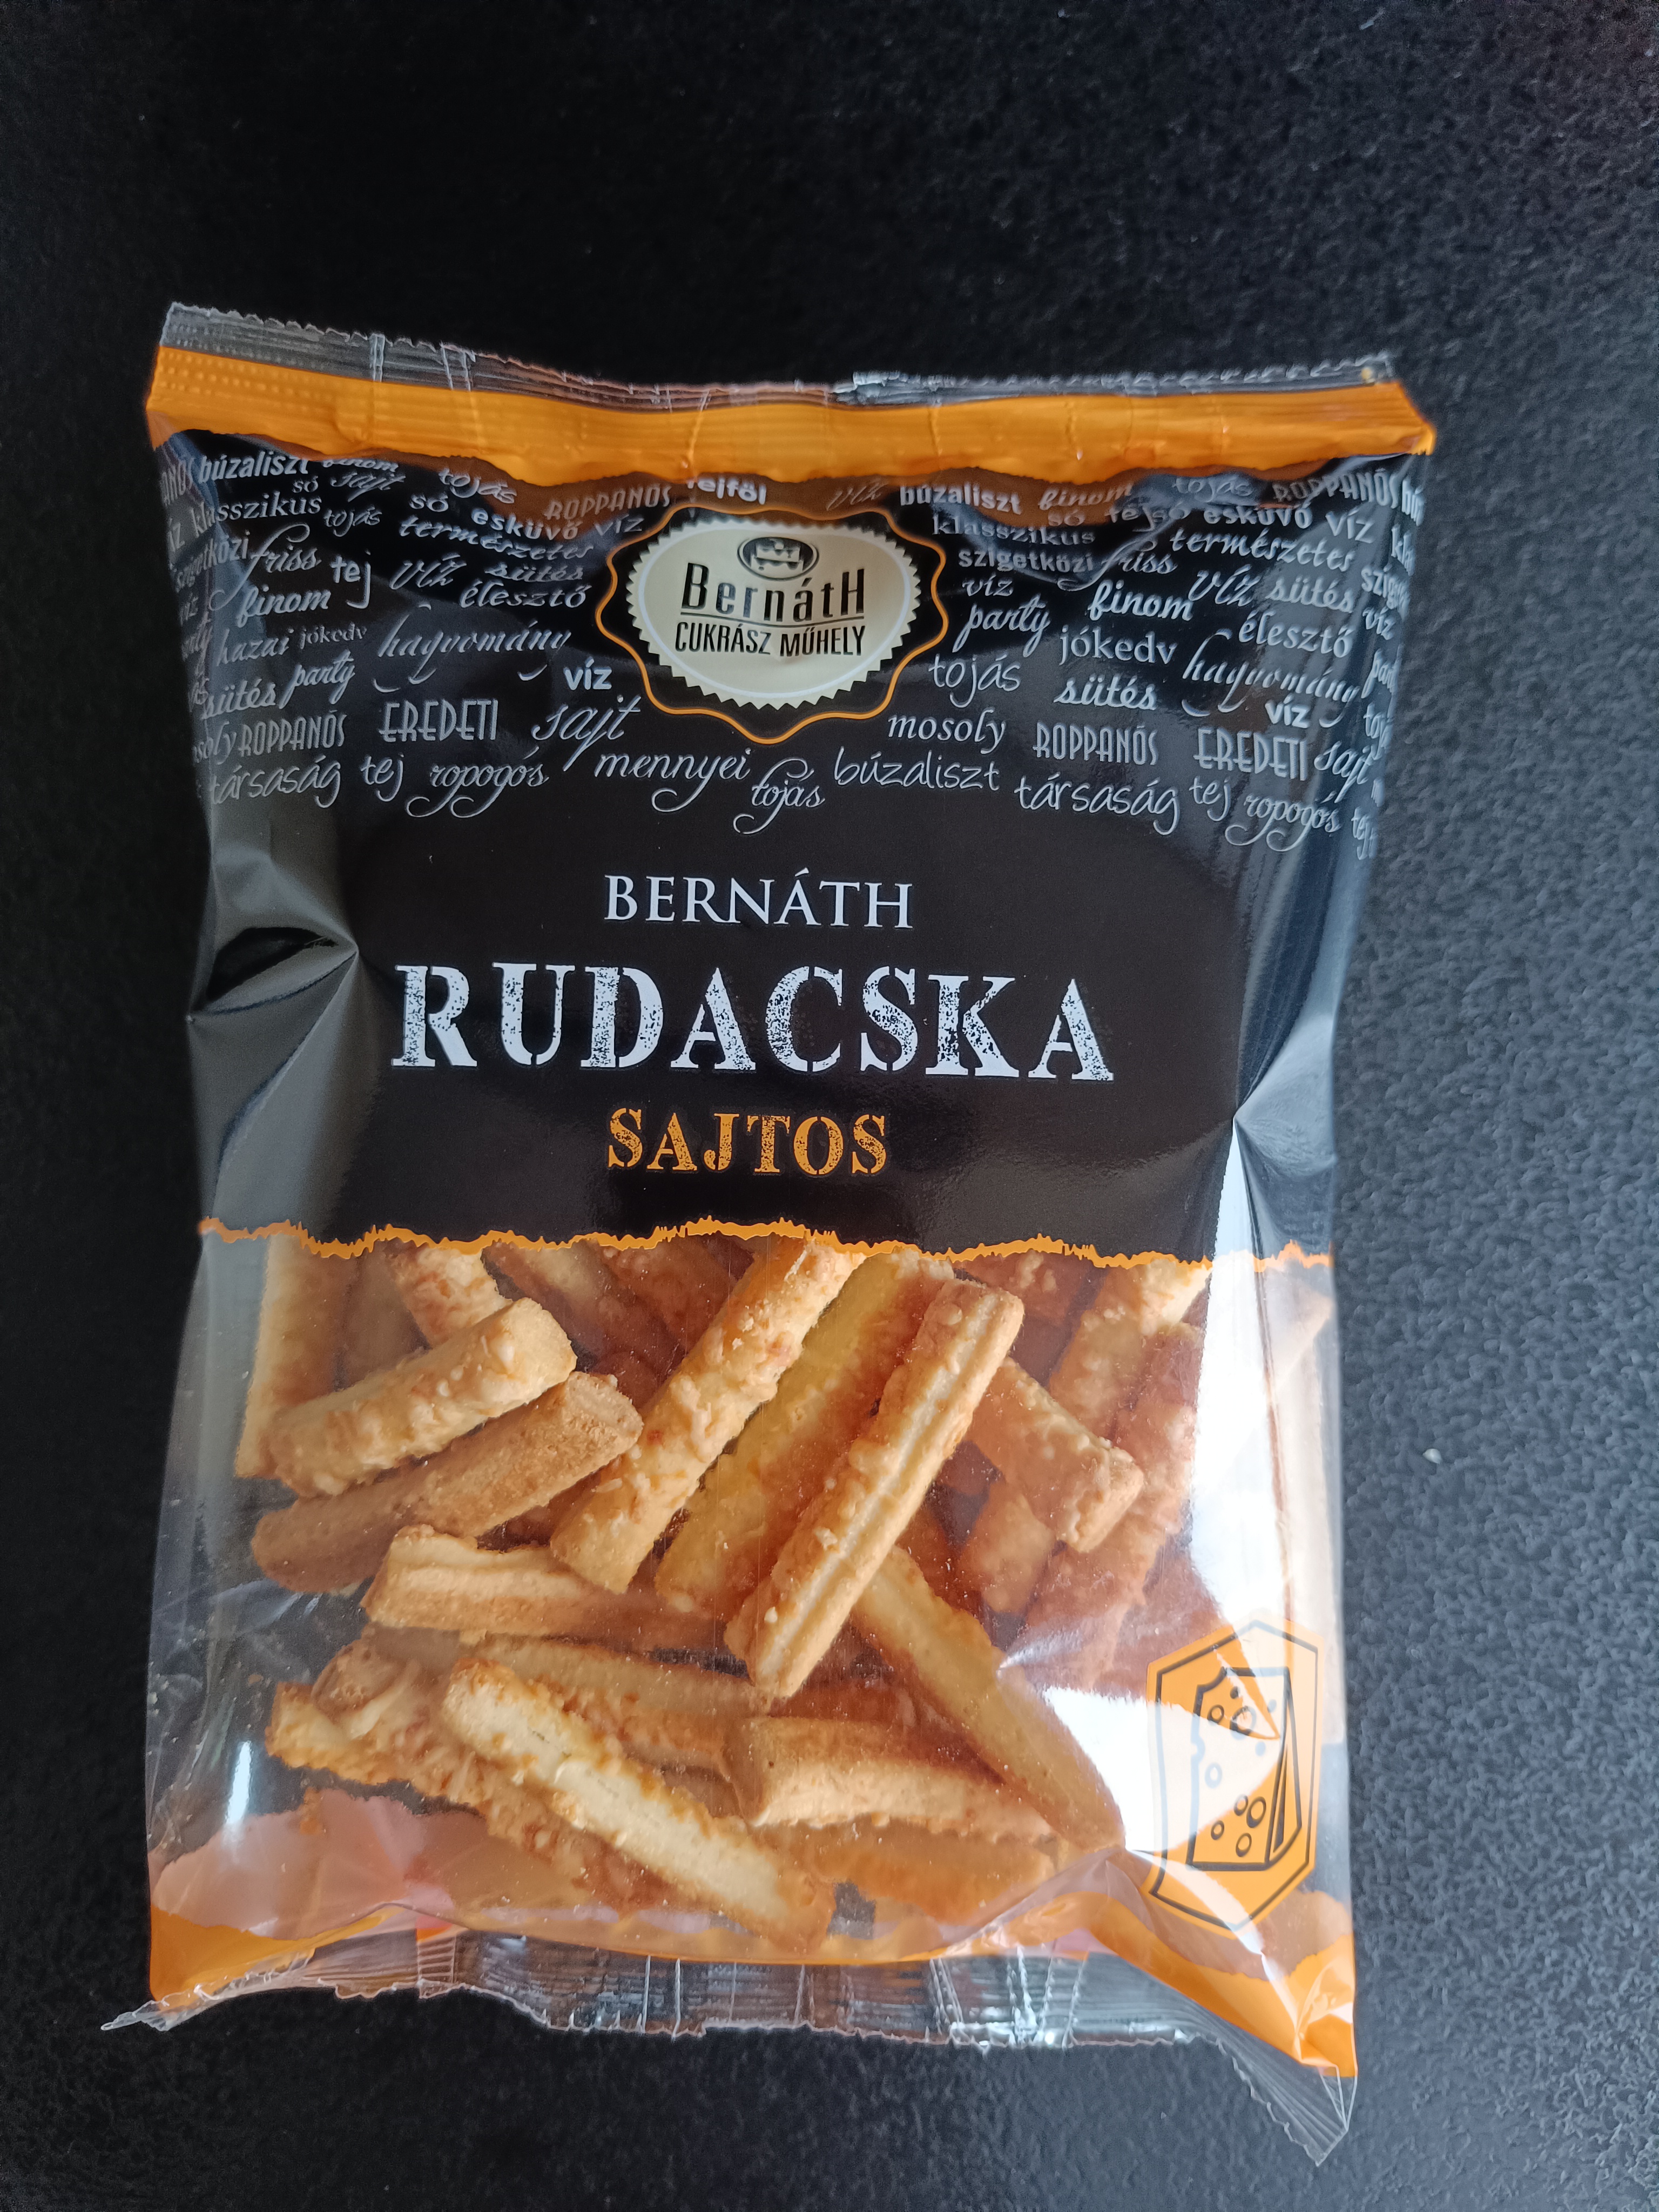 búzaliszt finom tojás ROPPANÓS tejföl víz búzaliszt finom tojás ROPPANÓS
klasszikus só sajt só esküvő víz klasszikus só esküvő víz
tojás természetes természetes
friss tej víz sütés szigetközi friss víz sütés
finom élesztő víz finom élesztő
hazai jókedv hagyomány party jókedv hagyomány
sütés party víz tojás sütés víz
mosoly ROPPANÓS EREDETI sajt mosoly ROPPANÓS EREDETI sajt
társaság tej ropogós mennyei tojás búzaliszt társaság tej ropogós
BernátH
CUKRÁSZ MŰHELY
BERNÁTH
RUDACSKA
SAJTOS